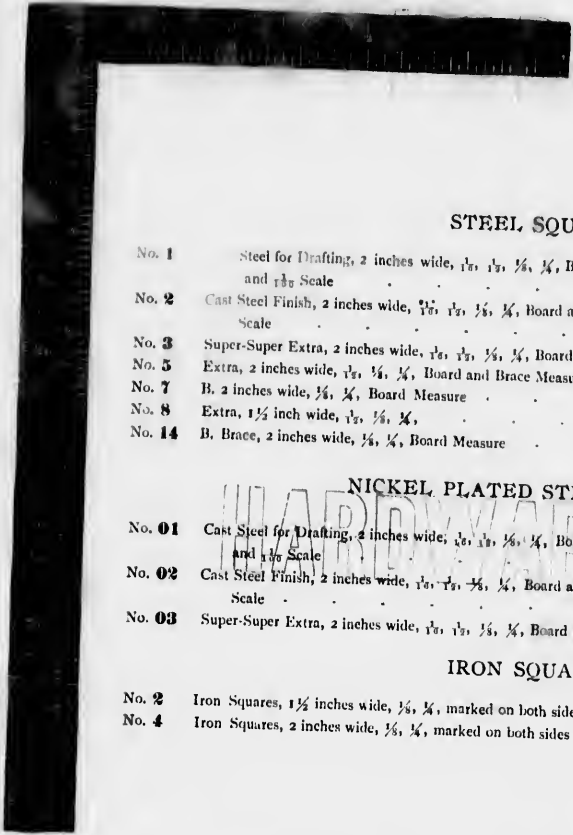 STEEL SQU
No. 1 Steel for Drafting, 2 inches wide, 1/16, 1/12, 1/8, 1/4, B
and 1/100 Scale
No. 2 Cast Steel Finish, 2 inches wide, 1/16, 1/12, 1/8, 1/4, Board a
Scale
No. 3 Super-Super Extra, 2 inches wide, 1/16, 1/12, 1/8, 1/4, Board
No. 5 Extra, 2 inches wide, 1/12, 1/8, 1/4, Board and Brace Measu
No. 7 B. 2 inches wide, 1/8, 1/4, Board Measure
No. 8 Extra, 1½ inch wide, 1/12, 1/8, 1/4,
No. 14 B, Brace, 2 inches wide, 1/8, 1/4, Board Measure
NICKEL PLATED STE
HARDWA
No. 01 Cast Steel for Drafting, 2 inches wide, 1/16, 1/12, 1/8, 1/4, Bo
and 1/100 Scale
No. 02 Cast Steel Finish, 2 inches wide, 1/16, 1/12, 1/8, 1/4, Board a
Scale
No. 03 Super-Super Extra, 2 inches wide, 1/16, 1/12, 1/8, 1/4, Board
IRON SQUA
No. 2 Iron Squares, 1½ inches wide, 1/8, 1/4, marked on both side
No. 4 Iron Squares, 2 inches wide, 1/8, 1/4, marked on both sides